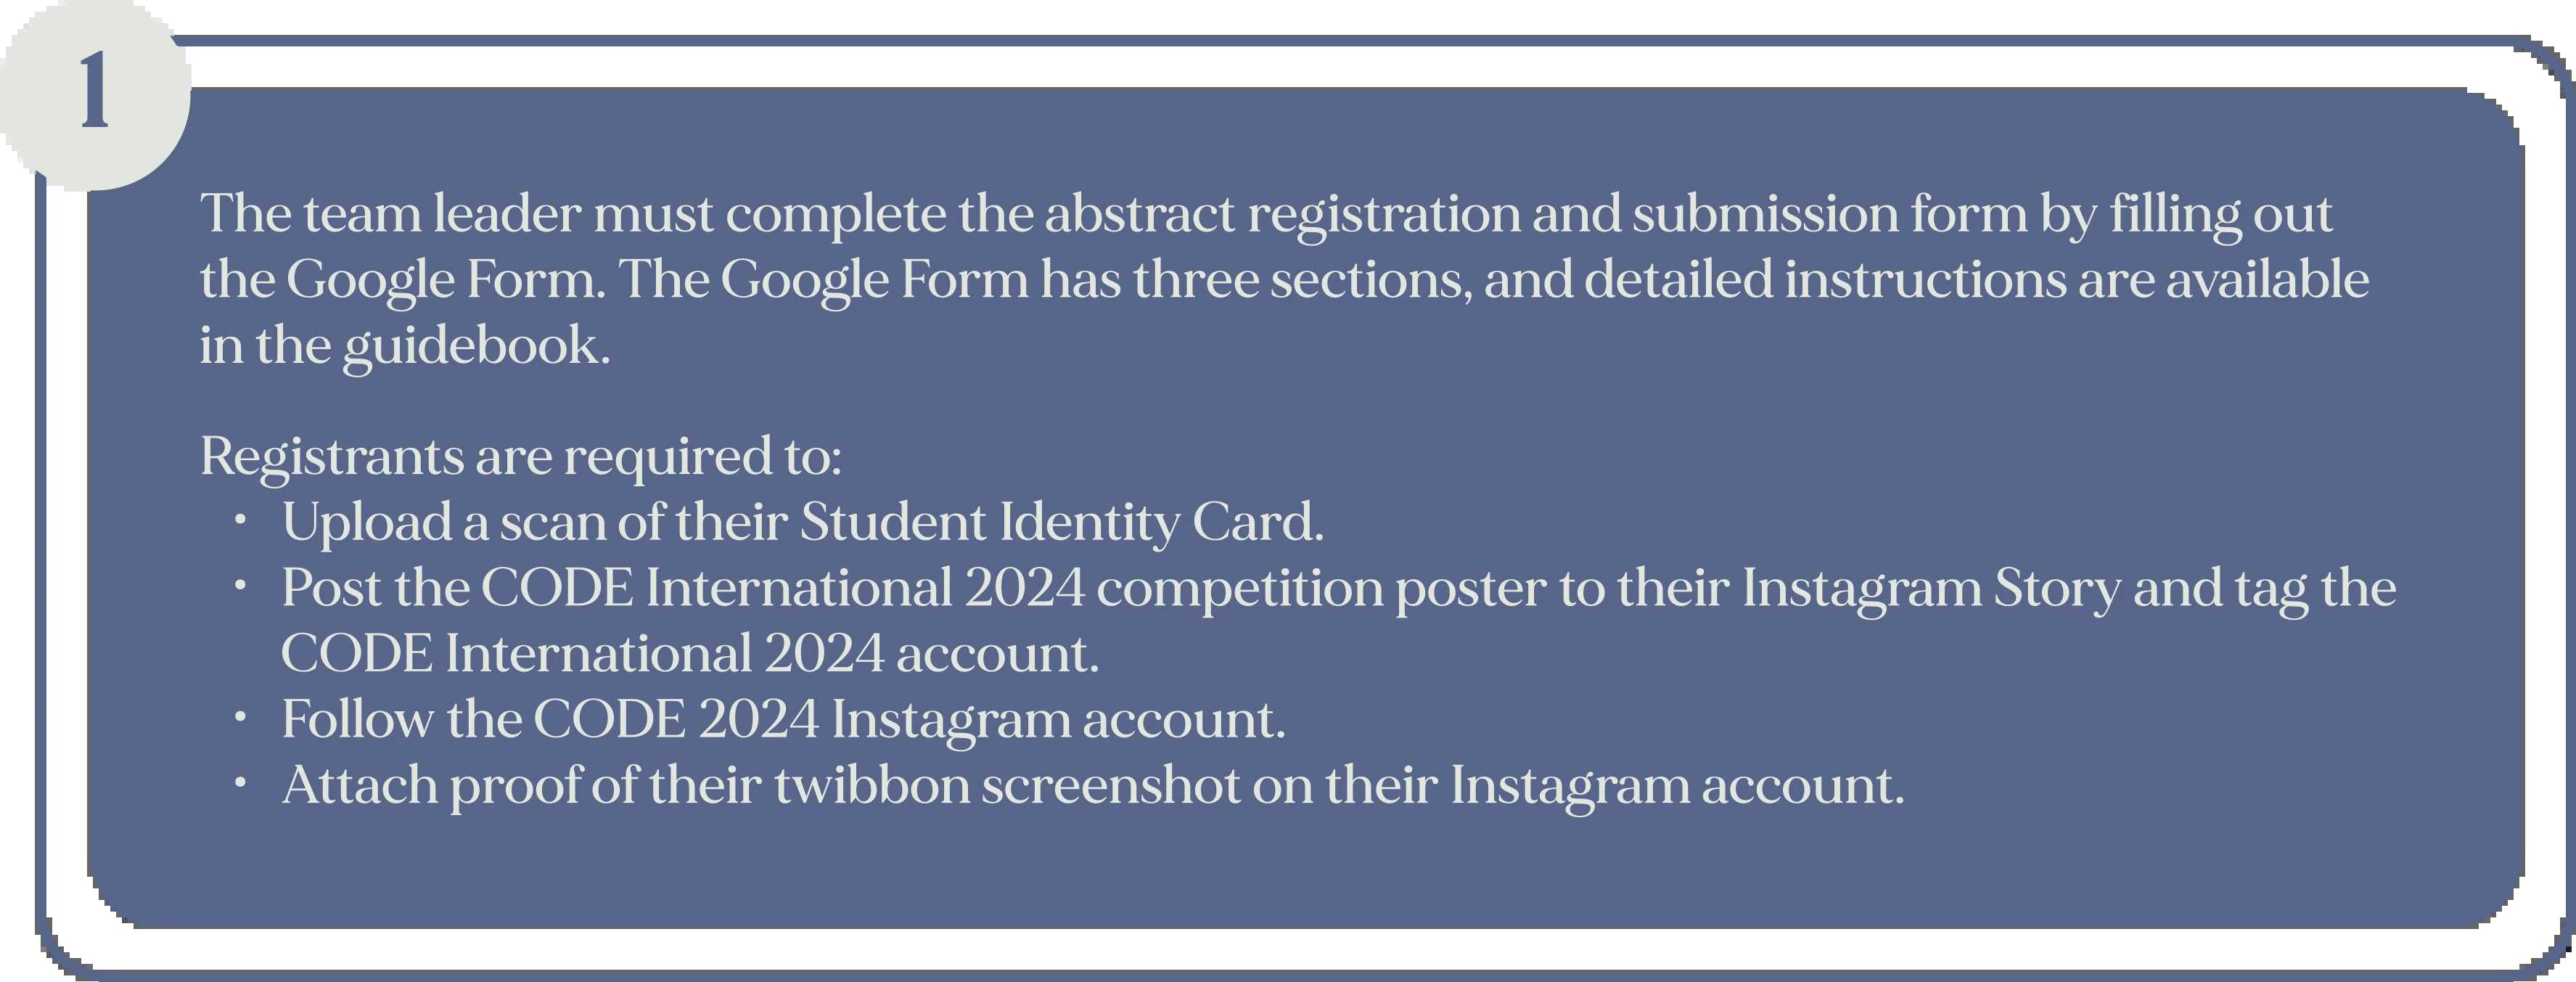 1
The team leader must complete the abstract registration and submission form by filling out
the Google Form. The Google Form has three sections, and detailed instructions are available
in the guidebook.
Registrants are required to:
• Upload a scan of their Student Identity Card.
• Post the CODE International 2024 competition poster to their Instagram Story and tag the
CODE International 2024 account.
• Follow the CODE 2024 Instagram account.
• Attach proof of their twibbon screenshot on their Instagram account.